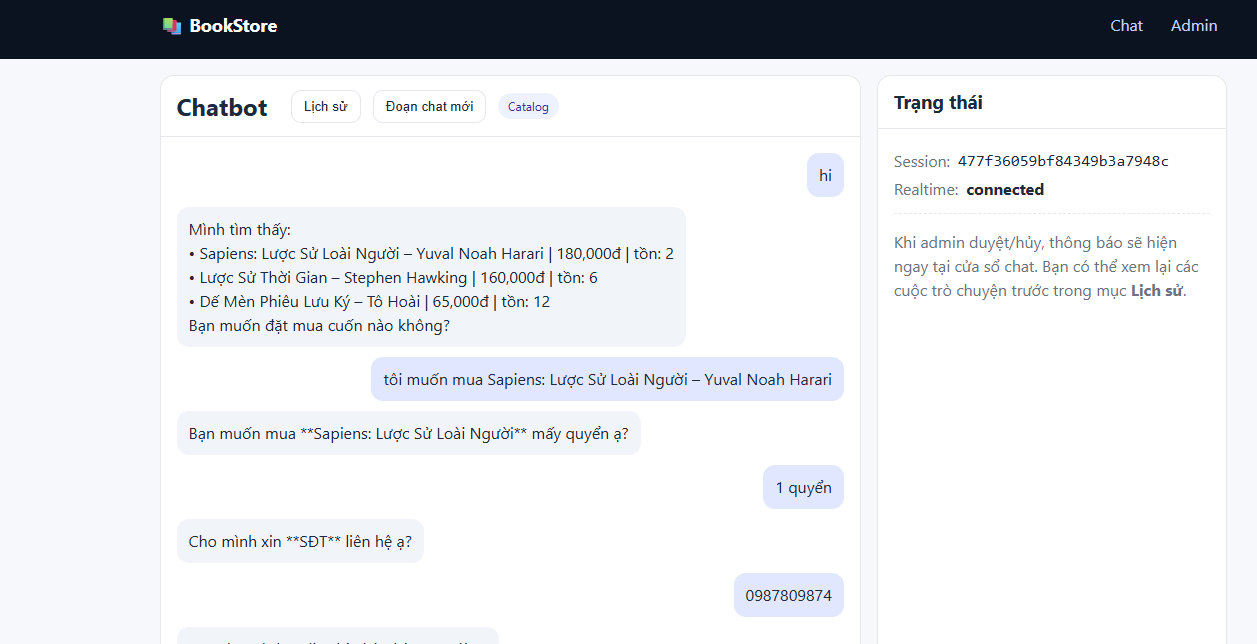 BookStore
Chat
Admin
Chatbot
Lịch sử
Đoạn chat mới
Catalog
hi
Mình tìm thấy:
• Sapiens: Lược Sử Loài Người – Yuval Noah Harari | 180,000đ | tồn: 2
• Lược Sử Thời Gian – Stephen Hawking | 160,000đ | tồn: 6
• Dế Mèn Phiêu Lưu Ký – Tô Hoài | 65,000đ | tồn: 12
Bạn muốn đặt mua cuốn nào không?
tôi muốn mua Sapiens: Lược Sử Loài Người – Yuval Noah Harari
Bạn muốn mua **Sapiens: Lược Sử Loài Người** mấy quyển ạ?
1 quyển
Cho mình xin **SĐT** liên hệ ạ?
0987809874
Trạng thái
Session: 477f36059bf84349b3a7948c
Realtime: connected
Khi admin duyệt/hủy, thông báo sẽ hiện
ngay tại cửa sổ chat. Bạn có thể xem lại các
cuộc trò chuyện trước trong mục Lịch sử.